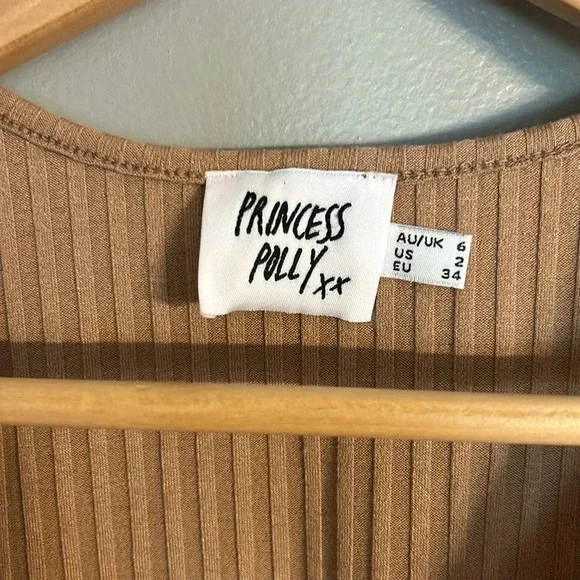 PRINCESS
POLLY xx
AU/UK 6
US 2
EU 34